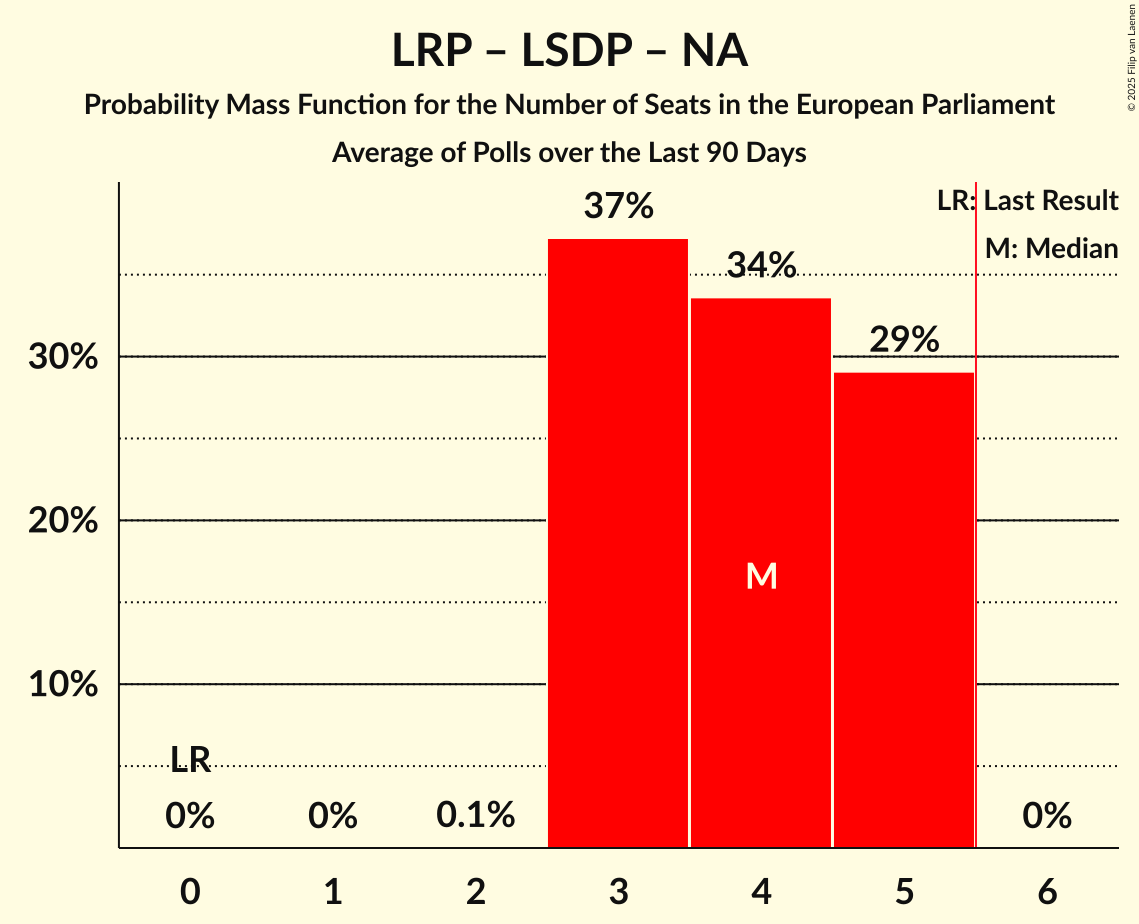 LRP – LSDP – NA
Probability Mass Function for the Number of Seats in the European Parliament
Average of Polls over the Last 90 Days
© 2025 Filip van Laenen
LR: Last Result
M: Median
37%
34%
29%
30%
20%
10%
M
LR
0%
0%
0.1%
0%
0
1
2
3
4
5
6